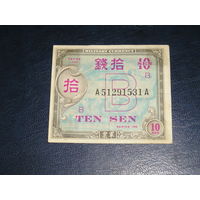 MILITARY CURRENCY
錢拾 10
B
拾
B
A51291531A
B
TEN SEN
10